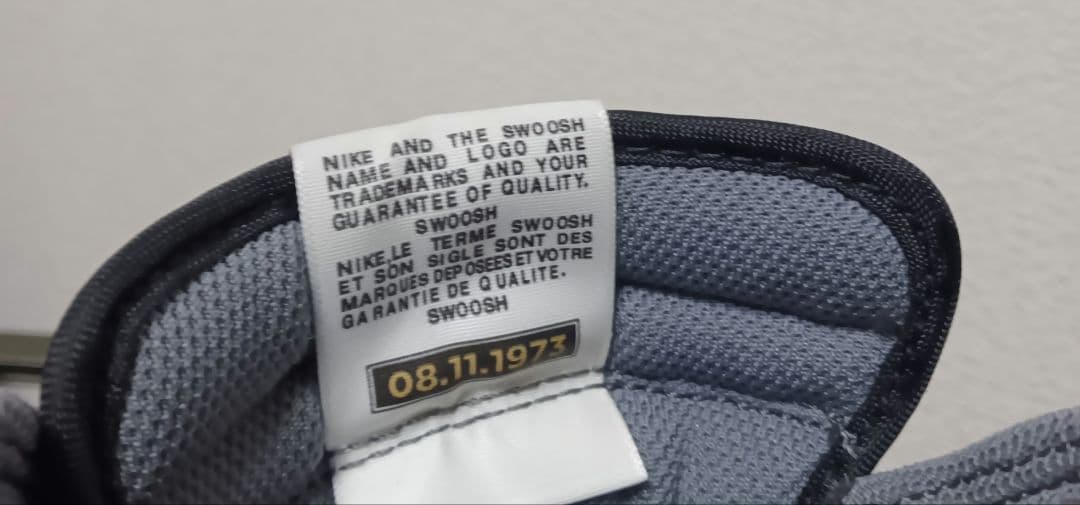 NIKE AND THE SWOOSH
NAME AND LOGO ARE
TRADEMARKS AND YOUR
GUARANTEE OF QUALITY.
SWOOSH
NIKE,LE TERME SWOOSH
ET SON SIGLE SONT DES
MARQUES DEPOSEES ET VOTRE
GARANTIE DE QUALITE.
SWOOSH
08.11.1973